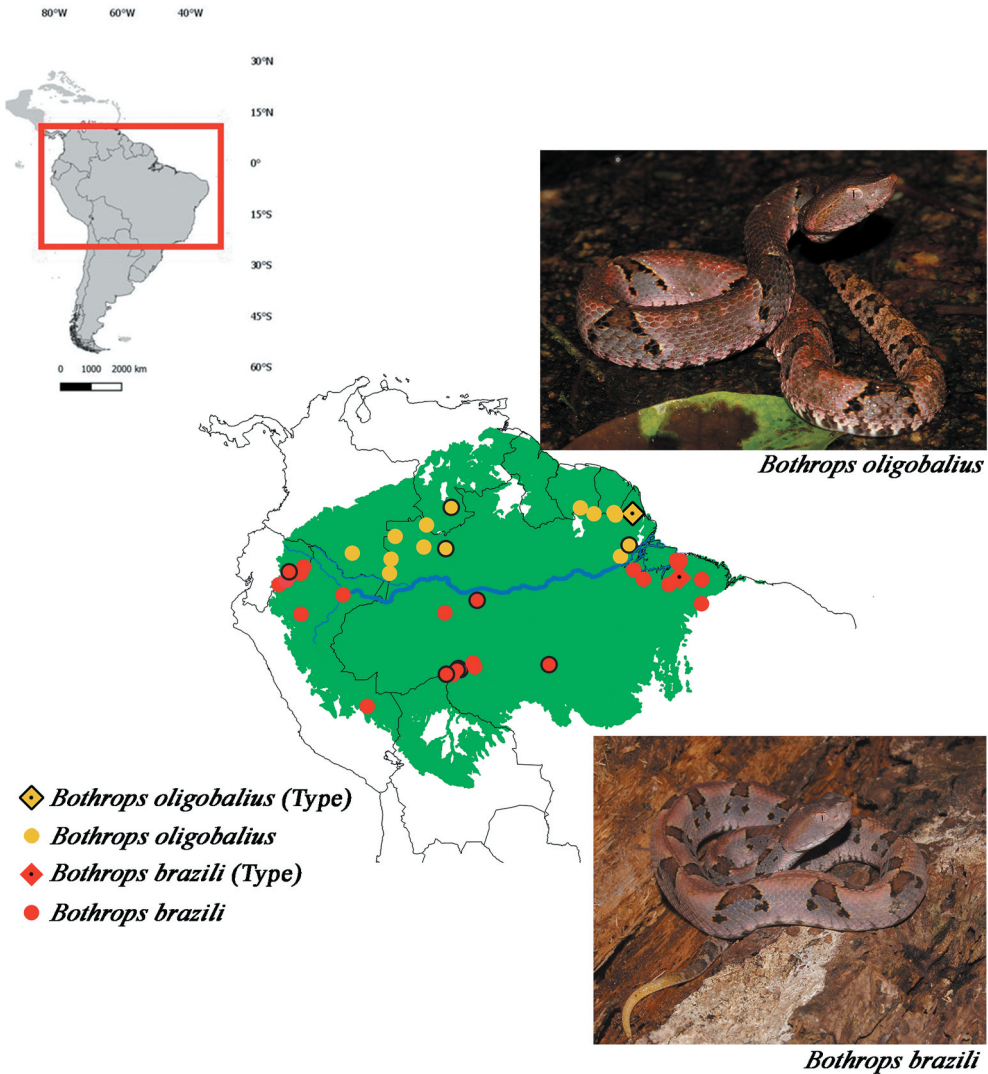 80°W 60°W 40°W
30°N
15°N
0°
15°S
30°S
45°S
60°S
0 1000 2000 km
Bothrops oligobalius
Bothrops oligobalius (Type)
Bothrops oligobalius
Bothrops brazili (Type)
Bothrops brazili
Bothrops brazili